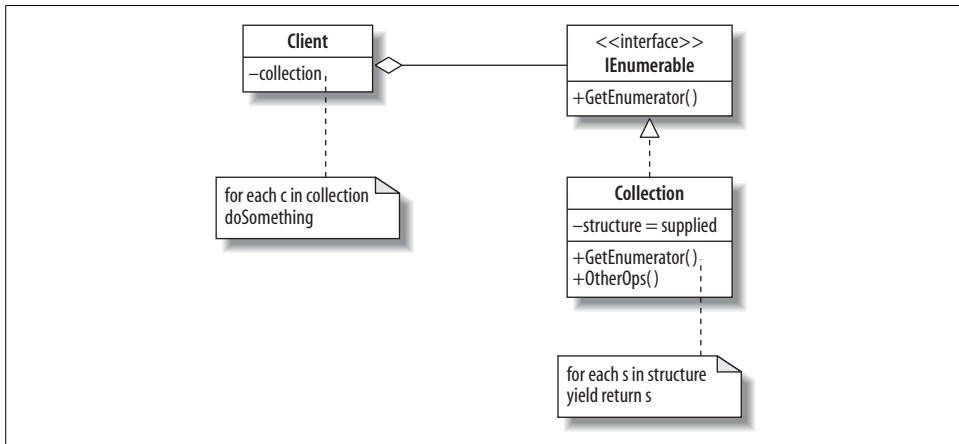 Client
–collection
<<interface>>
IEnumerable
+GetEnumerator()
for each c in collection
doSomething
Collection
–structure = supplied
+GetEnumerator()
+OtherOps()
for each s in structure
yield return s